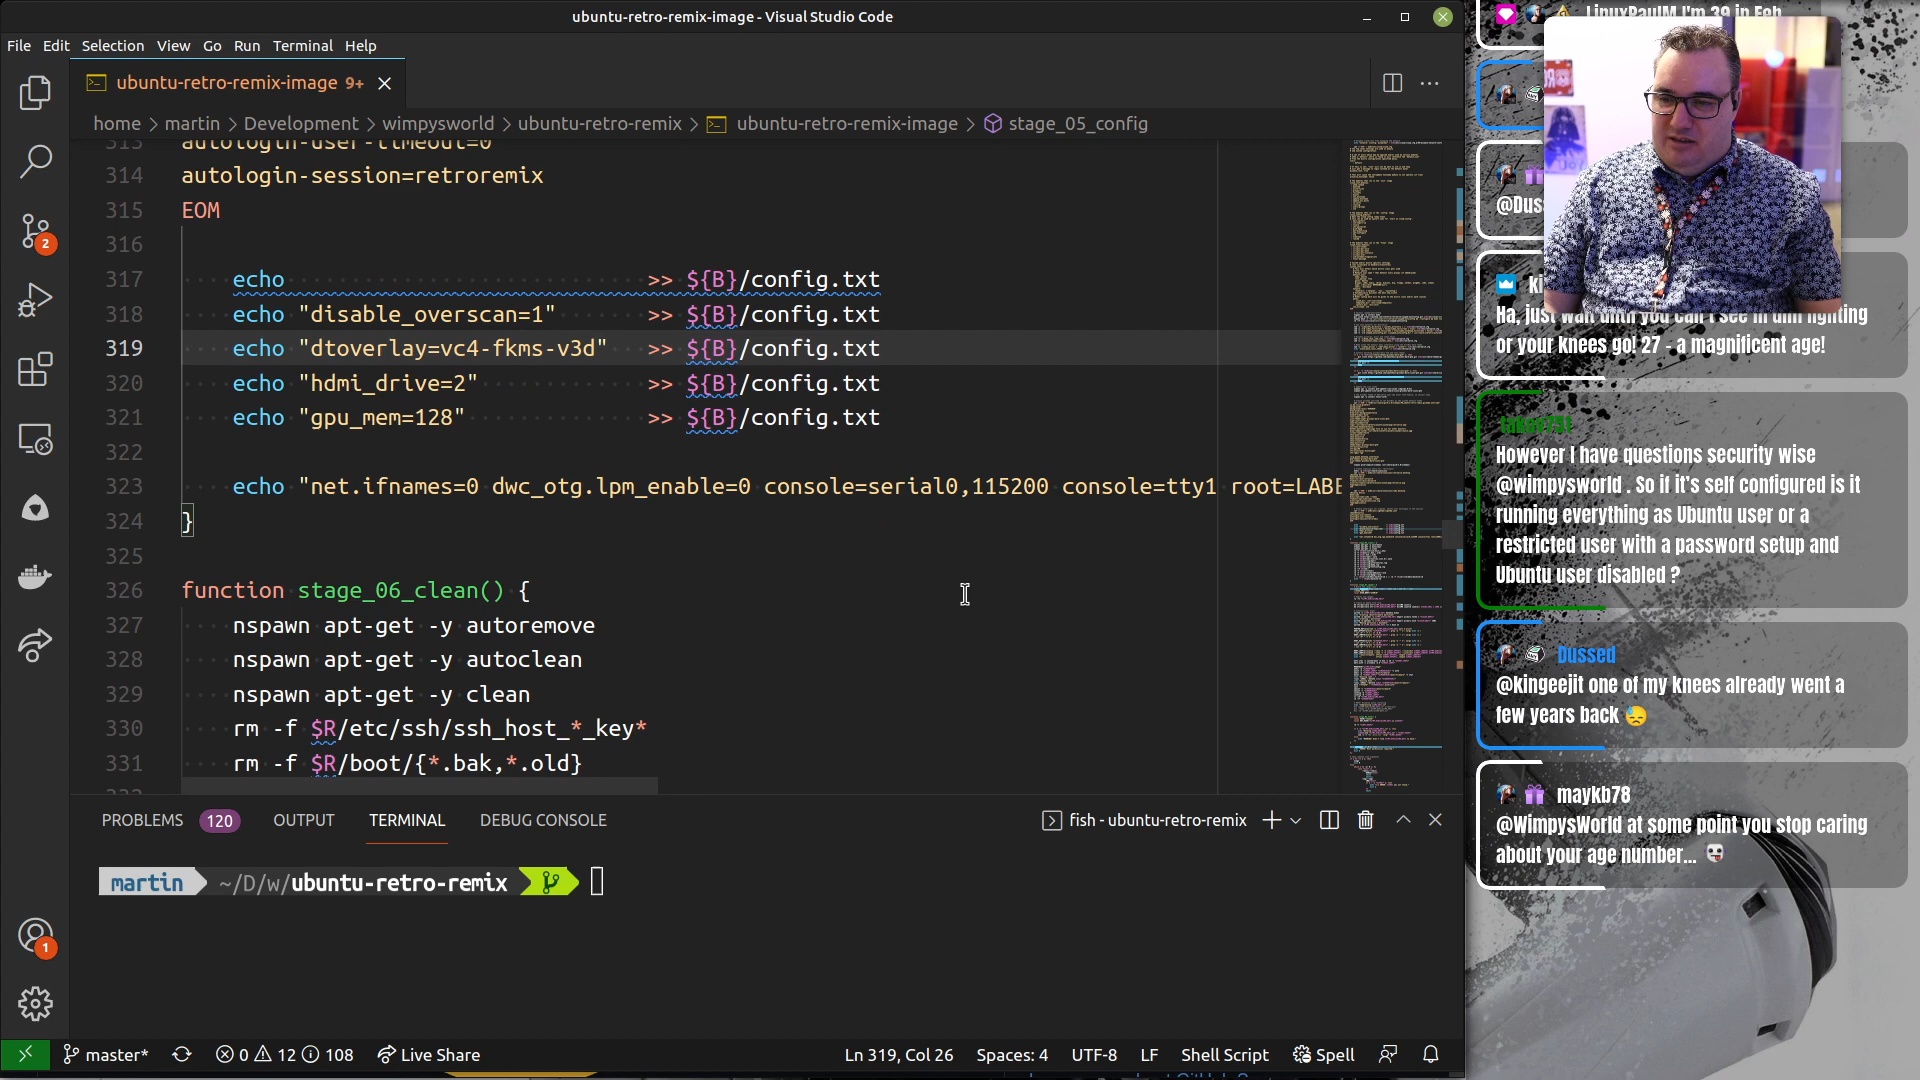 ubuntu-retro-remix-image - Visual Studio Code
File Edit Selection View Go Run Terminal Help
ubuntu-retro-remix-image 9+
home > martin > Development > wimpysworld > ubuntu-retro-remix > ubuntu-retro-remix-image > stage_05_config
313 autologin-user-timeout=0
314 autologin-session=retroremix
315 EOM
316
317 echo >> ${B}/config.txt
318 echo "disable_overscan=1" >> ${B}/config.txt
319 echo "dtoverlay=vc4-fkms-v3d" >> ${B}/config.txt
320 echo "hdmi_drive=2" >> ${B}/config.txt
321 echo "gpu_mem=128" >> ${B}/config.txt
322
323 echo "net.ifnames=0 dwc_otg.lpm_enable=0 console=serial0,115200 console=tty1 root=LABE
324 }
325
326 function stage_06_clean() {
327 nspawn apt-get -y autoremove
328 nspawn apt-get -y autoclean
329 nspawn apt-get -y clean
330 rm -f $R/etc/ssh/ssh_host_*_key*
331 rm -f $R/boot/{*.bak,*.old}
PROBLEMS 120 OUTPUT TERMINAL DEBUG CONSOLE
fish - ubuntu-retro-remix
martin ~/D/w/ubuntu-retro-remix
2
1
master* 0 12 108 Live Share
Ln 319, Col 26 Spaces: 4 UTF-8 LF Shell Script Spell
LinuxPaulM I'm 39 in Feb
@Dus
ki
Ha, just wait until you can't see in dim lighting
or your knees go! 27 - a magnificent age!
However I have questions security wise
@wimpysworld . So if it's self configured is it
running everything as Ubuntu user or a
restricted user with a password setup and
Ubuntu user disabled ?
Dussed
@kingeejit one of my knees already went a
few years back
maykb78
@WimpysWorld at some point you stop caring
about your age number...